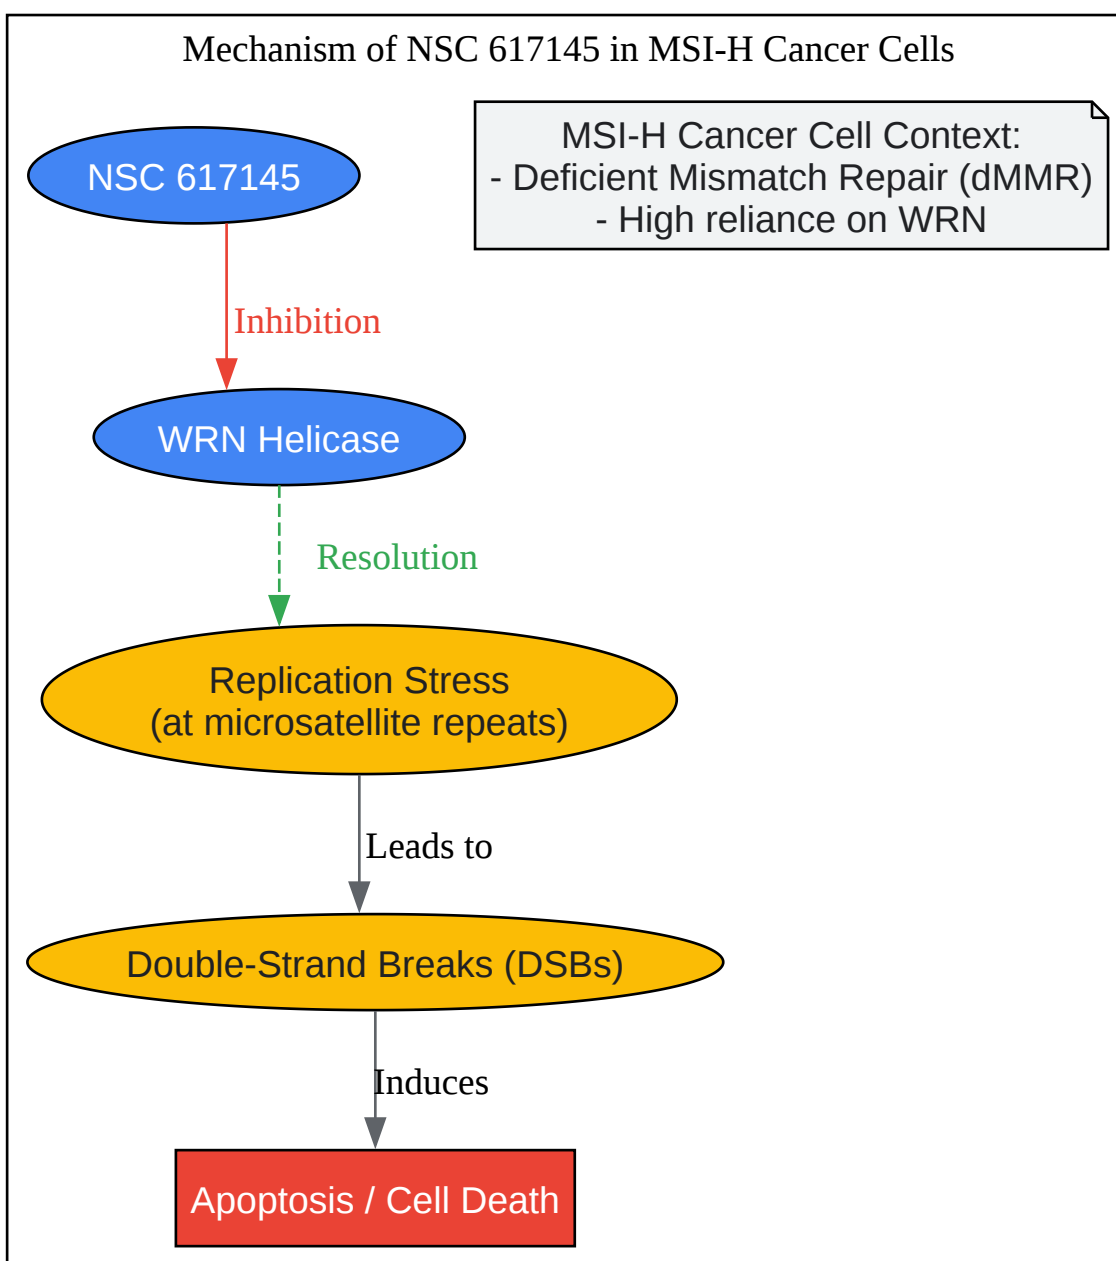 Mechanism of NSC 617145 in MSI-H Cancer Cells
MSI-H Cancer Cell Context:
- Deficient Mismatch Repair (dMMR)
- High reliance on WRN
NSC 617145
Inhibition
WRN Helicase
Resolution
Replication Stress
(at microsatellite repeats)
Leads to
Double-Strand Breaks (DSBs)
Induces
Apoptosis / Cell Death